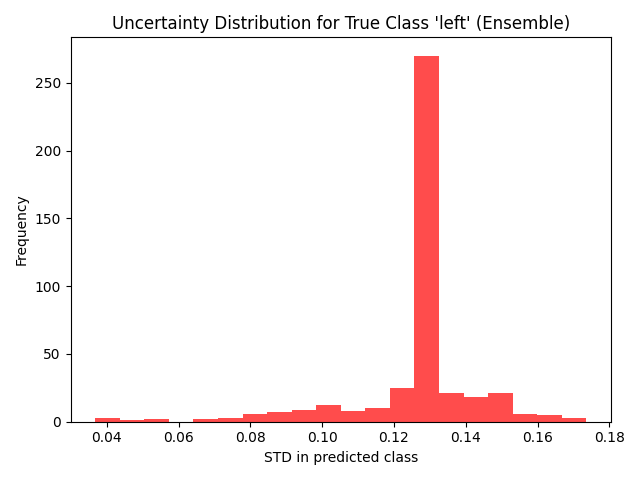 Uncertainty Distribution for True Class 'left' (Ensemble)
Frequency
250
200
150
100
50
0
0.04 0.06 0.08 0.10 0.12 0.14 0.16 0.18
STD in predicted class